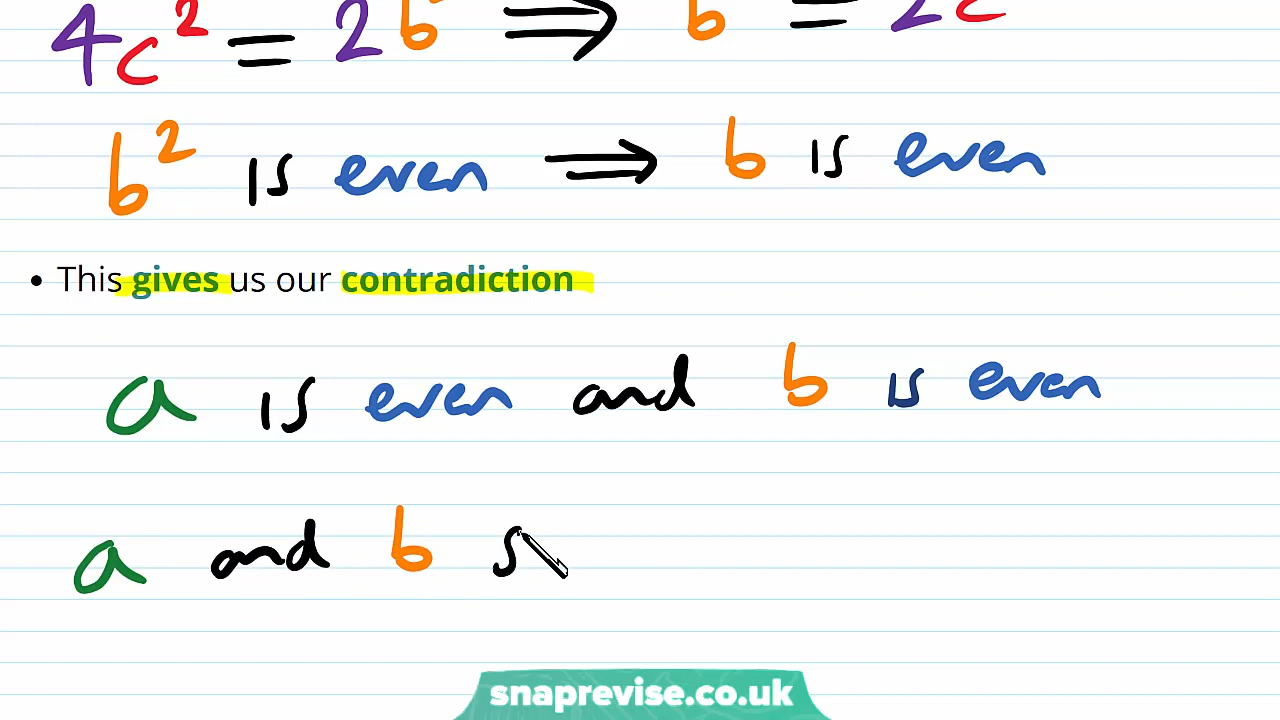 4c² = 2b² ⟹ b² = 2c²
b² is even ⟹ b is even
• This gives us our contradiction
a is even and b is even
a and b s
snaprevise.co.uk